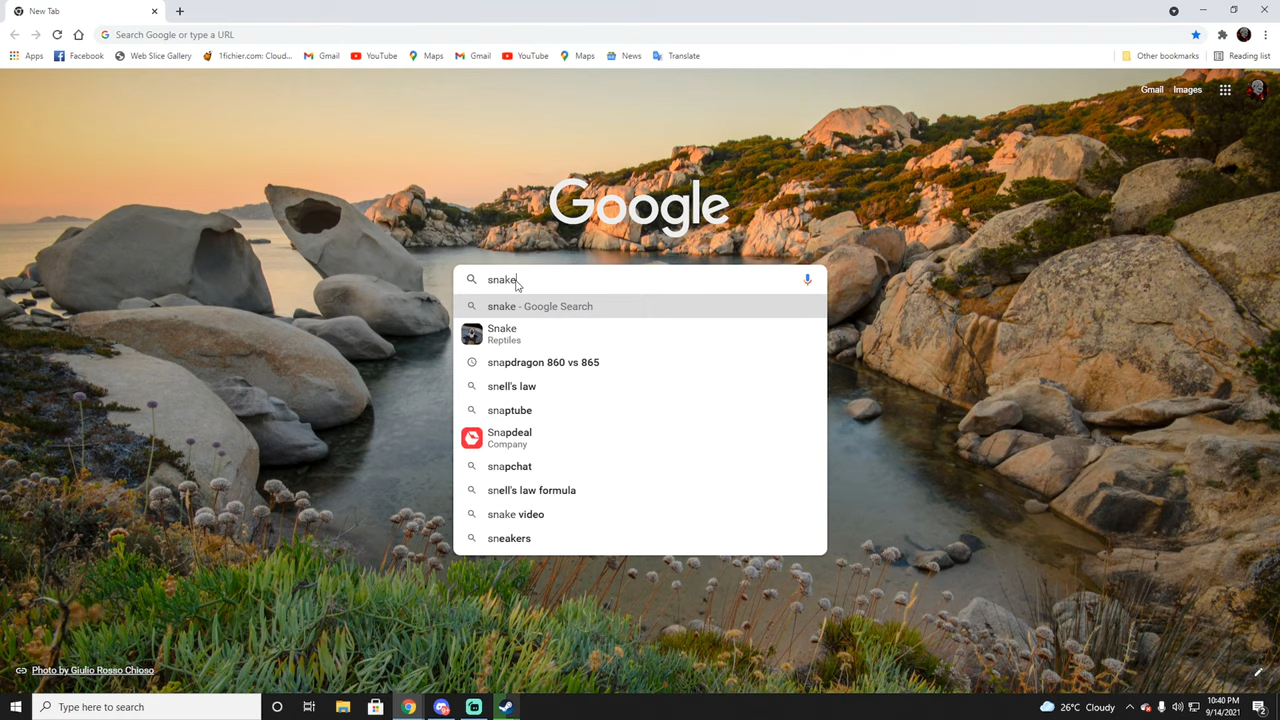 New Tab
Search Google or type a URL
Apps Facebook Web Slice Gallery 1fichier.com: Cloud... Gmail YouTube Maps Gmail YouTube Maps News Translate Other bookmarks Reading list
Gmail Images
Google
snake
snake - Google Search
Snake
Reptiles
snapdragon 860 vs 865
snell's law
snaptube
Snapdeal
Company
snapchat
snell's law formula
snake video
sneakers
Photo by Giulio Rosso Chioso
Type here to search
26°C Cloudy
10:40 PM
9/14/2021
2